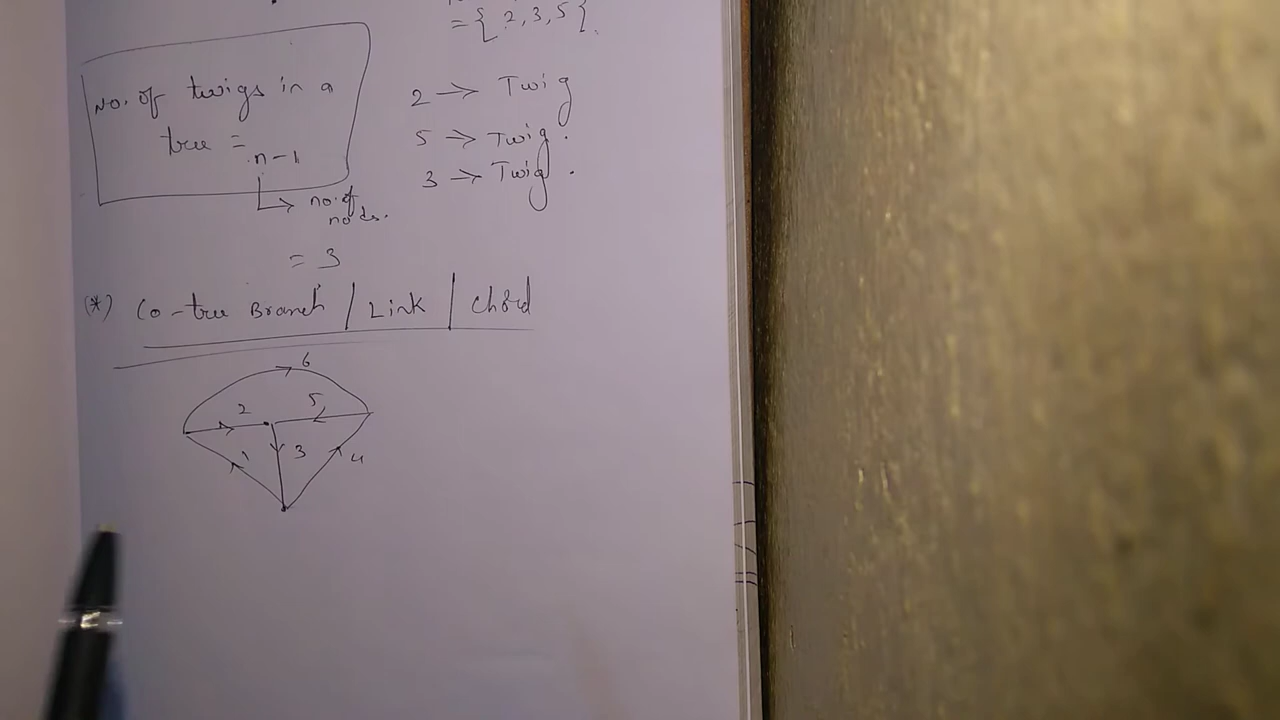 = { 2, 3, 5 }.
No. of twigs in a
tree = n-1
no. of
nodes.
= 3
2 → Twig
5 → Twig.
3 → Twig.
(*) Co-tree Branch / Link / Chord
6
2 5
1 3 4